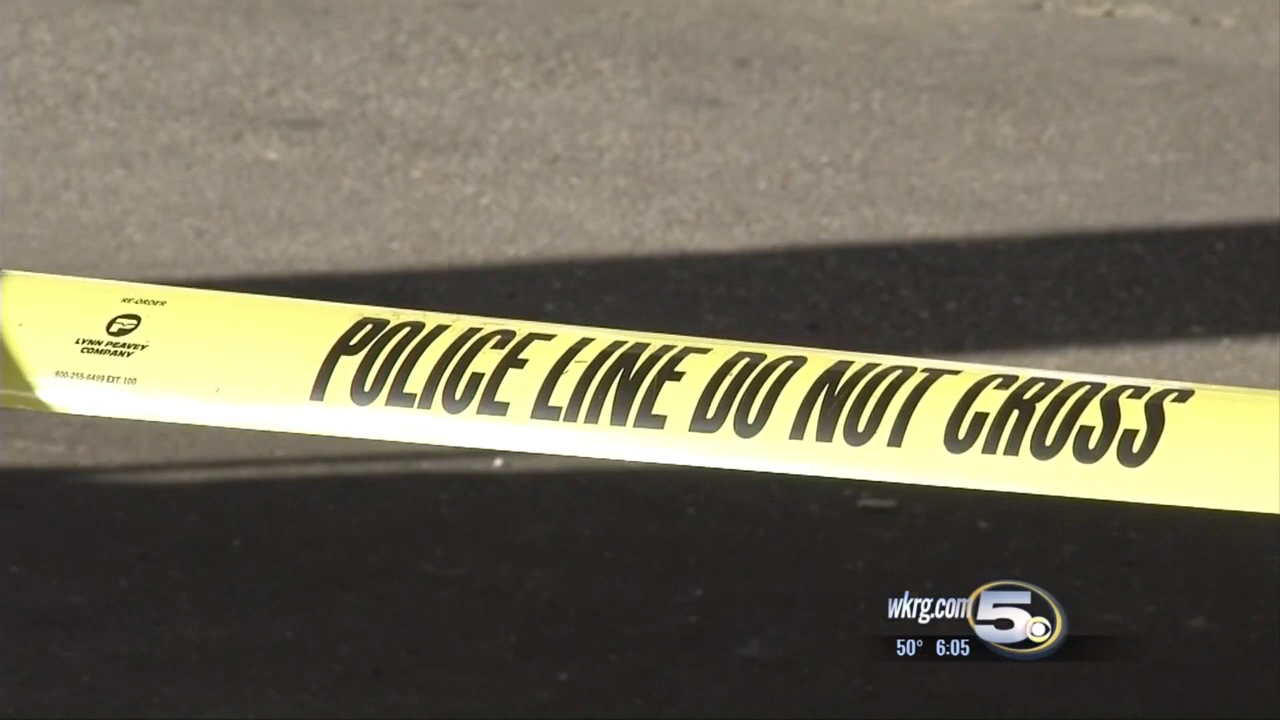 RE-ORDER
LYNN PEAVEY
COMPANY
800-255-6499 EXT. 100
POLICE LINE DO NOT CROSS
wkrg.com 5
50° 6:05